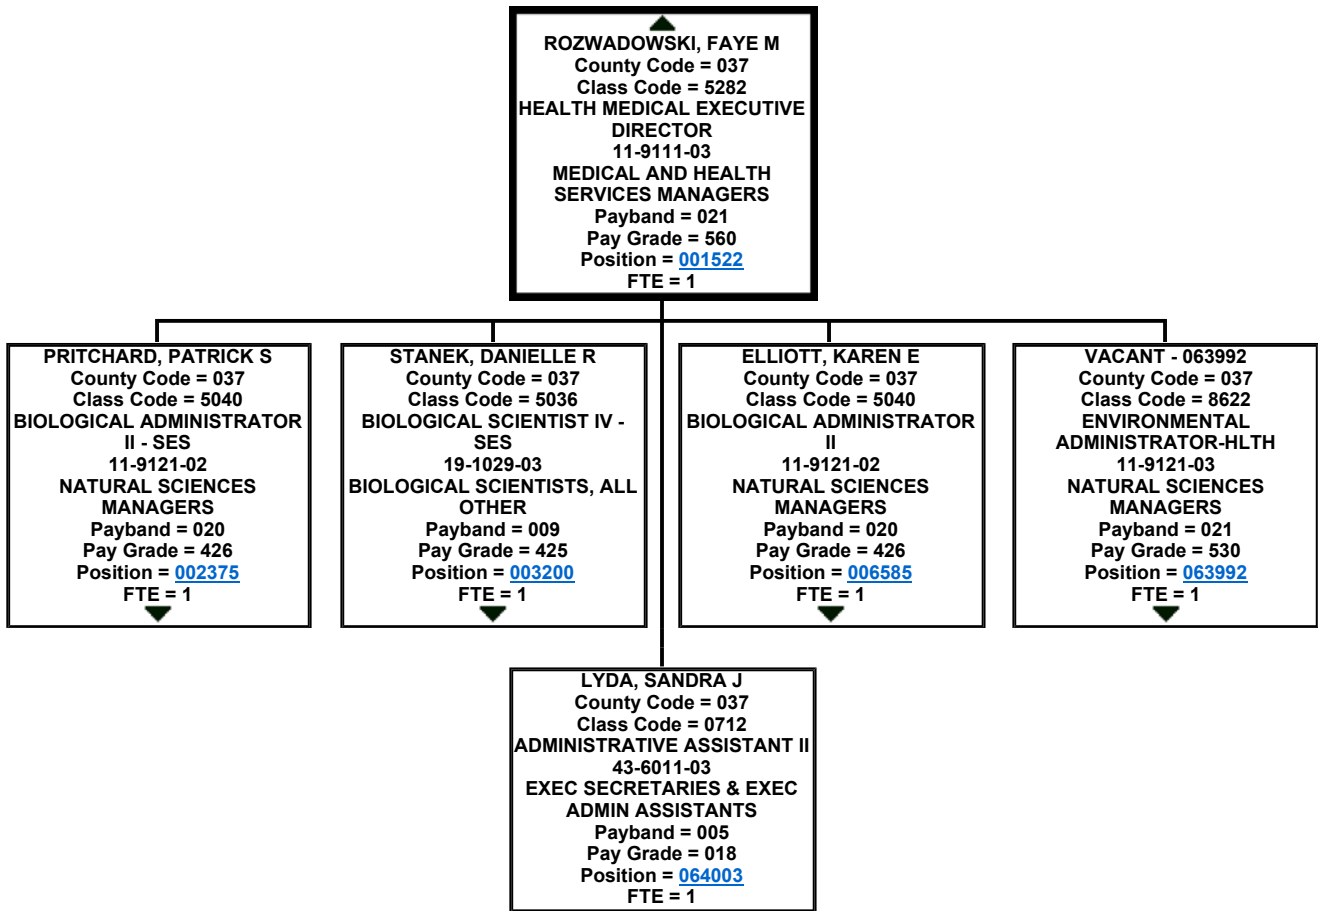 ROZWADOWSKI, FAYE M
County Code = 037
Class Code = 5282
HEALTH MEDICAL EXECUTIVE
DIRECTOR
11-9111-03
MEDICAL AND HEALTH
SERVICES MANAGERS
Payband = 021
Pay Grade = 560
Position = 001522
FTE = 1
PRITCHARD, PATRICK S
County Code = 037
Class Code = 5040
BIOLOGICAL ADMINISTRATOR
II - SES
11-9121-02
NATURAL SCIENCES
MANAGERS
Payband = 020
Pay Grade = 426
Position = 002375
FTE = 1
STANEK, DANIELLE R
County Code = 037
Class Code = 5036
BIOLOGICAL SCIENTIST IV -
SES
19-1029-03
BIOLOGICAL SCIENTISTS, ALL
OTHER
Payband = 009
Pay Grade = 425
Position = 003200
FTE = 1
ELLIOTT, KAREN E
County Code = 037
Class Code = 5040
BIOLOGICAL ADMINISTRATOR
II
11-9121-02
NATURAL SCIENCES
MANAGERS
Payband = 020
Pay Grade = 426
Position = 006585
FTE = 1
VACANT - 063992
County Code = 037
Class Code = 8622
ENVIRONMENTAL
ADMINISTRATOR-HLTH
11-9121-03
NATURAL SCIENCES
MANAGERS
Payband = 021
Pay Grade = 530
Position = 063992
FTE = 1
LYDA, SANDRA J
County Code = 037
Class Code = 0712
ADMINISTRATIVE ASSISTANT II
43-6011-03
EXEC SECRETARIES & EXEC
ADMIN ASSISTANTS
Payband = 005
Pay Grade = 018
Position = 064003
FTE = 1